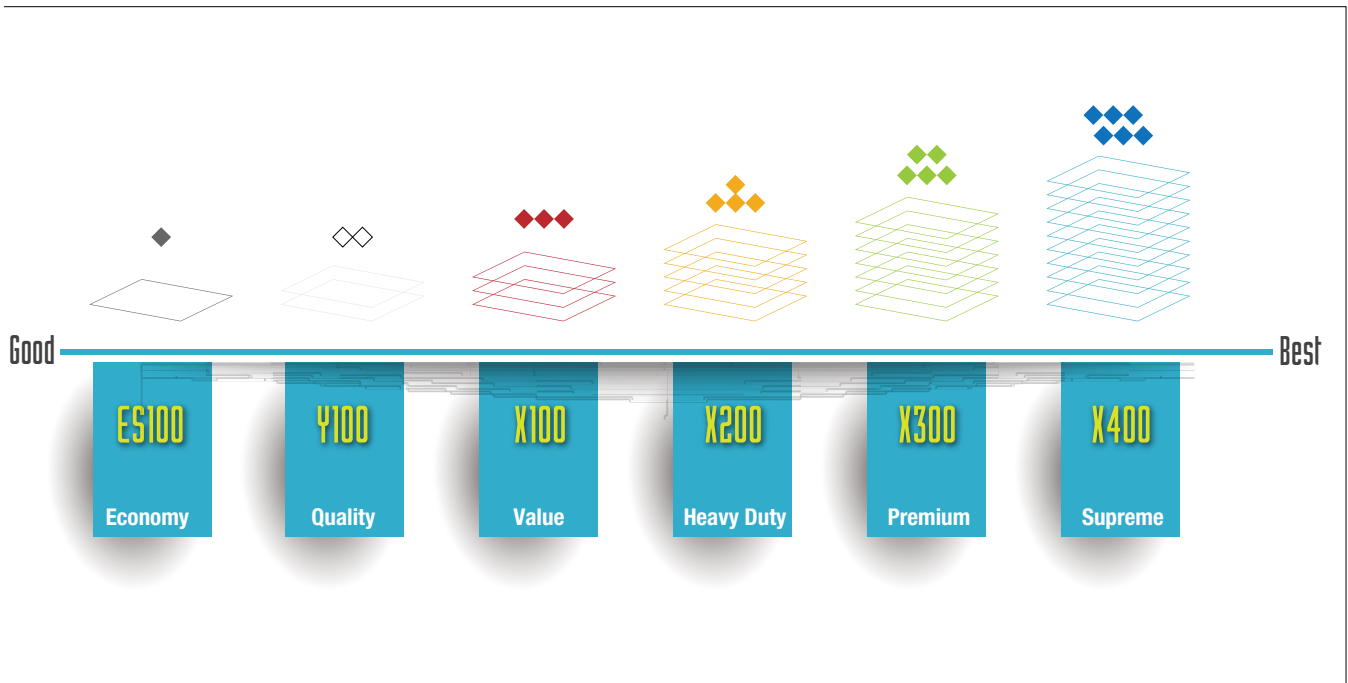 Good
Best
ES100
Y100
X100
X200
X300
X400
Economy
Quality
Value
Heavy Duty
Premium
Supreme